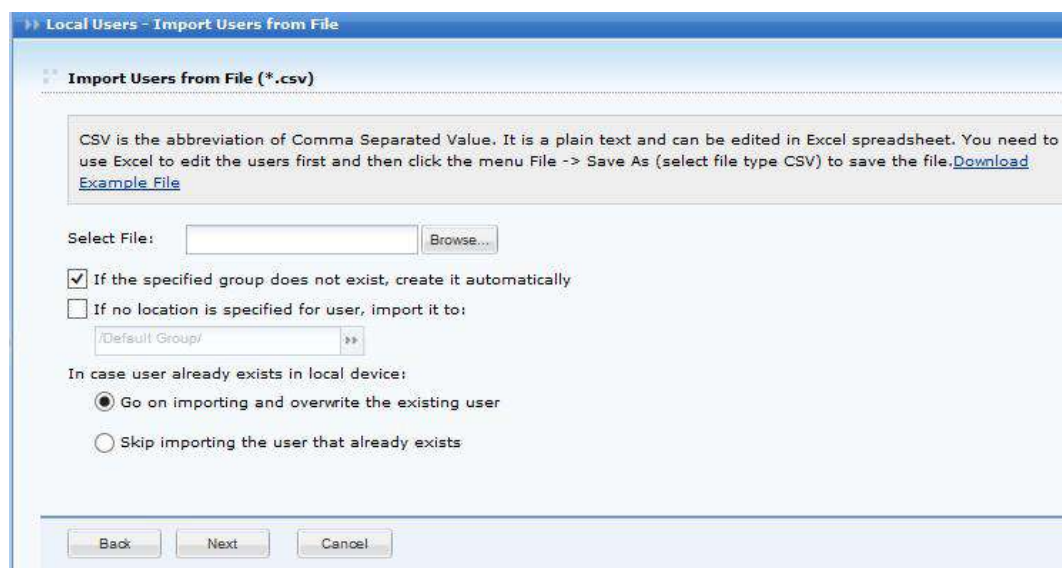 Local Users - Import Users from File
Import Users from File (*.csv)
CSV is the abbreviation of Comma Separated Value. It is a plain text and can be edited in Excel spreadsheet. You need to
use Excel to edit the users first and then click the menu File -> Save As (select file type CSV) to save the file.Download
Example File
Select File: Browse...
If the specified group does not exist, create it automatically
If no location is specified for user, import it to:
/Default Group/
In case user already exists in local device:
Go on importing and overwrite the existing user
Skip importing the user that already exists
Back Next Cancel